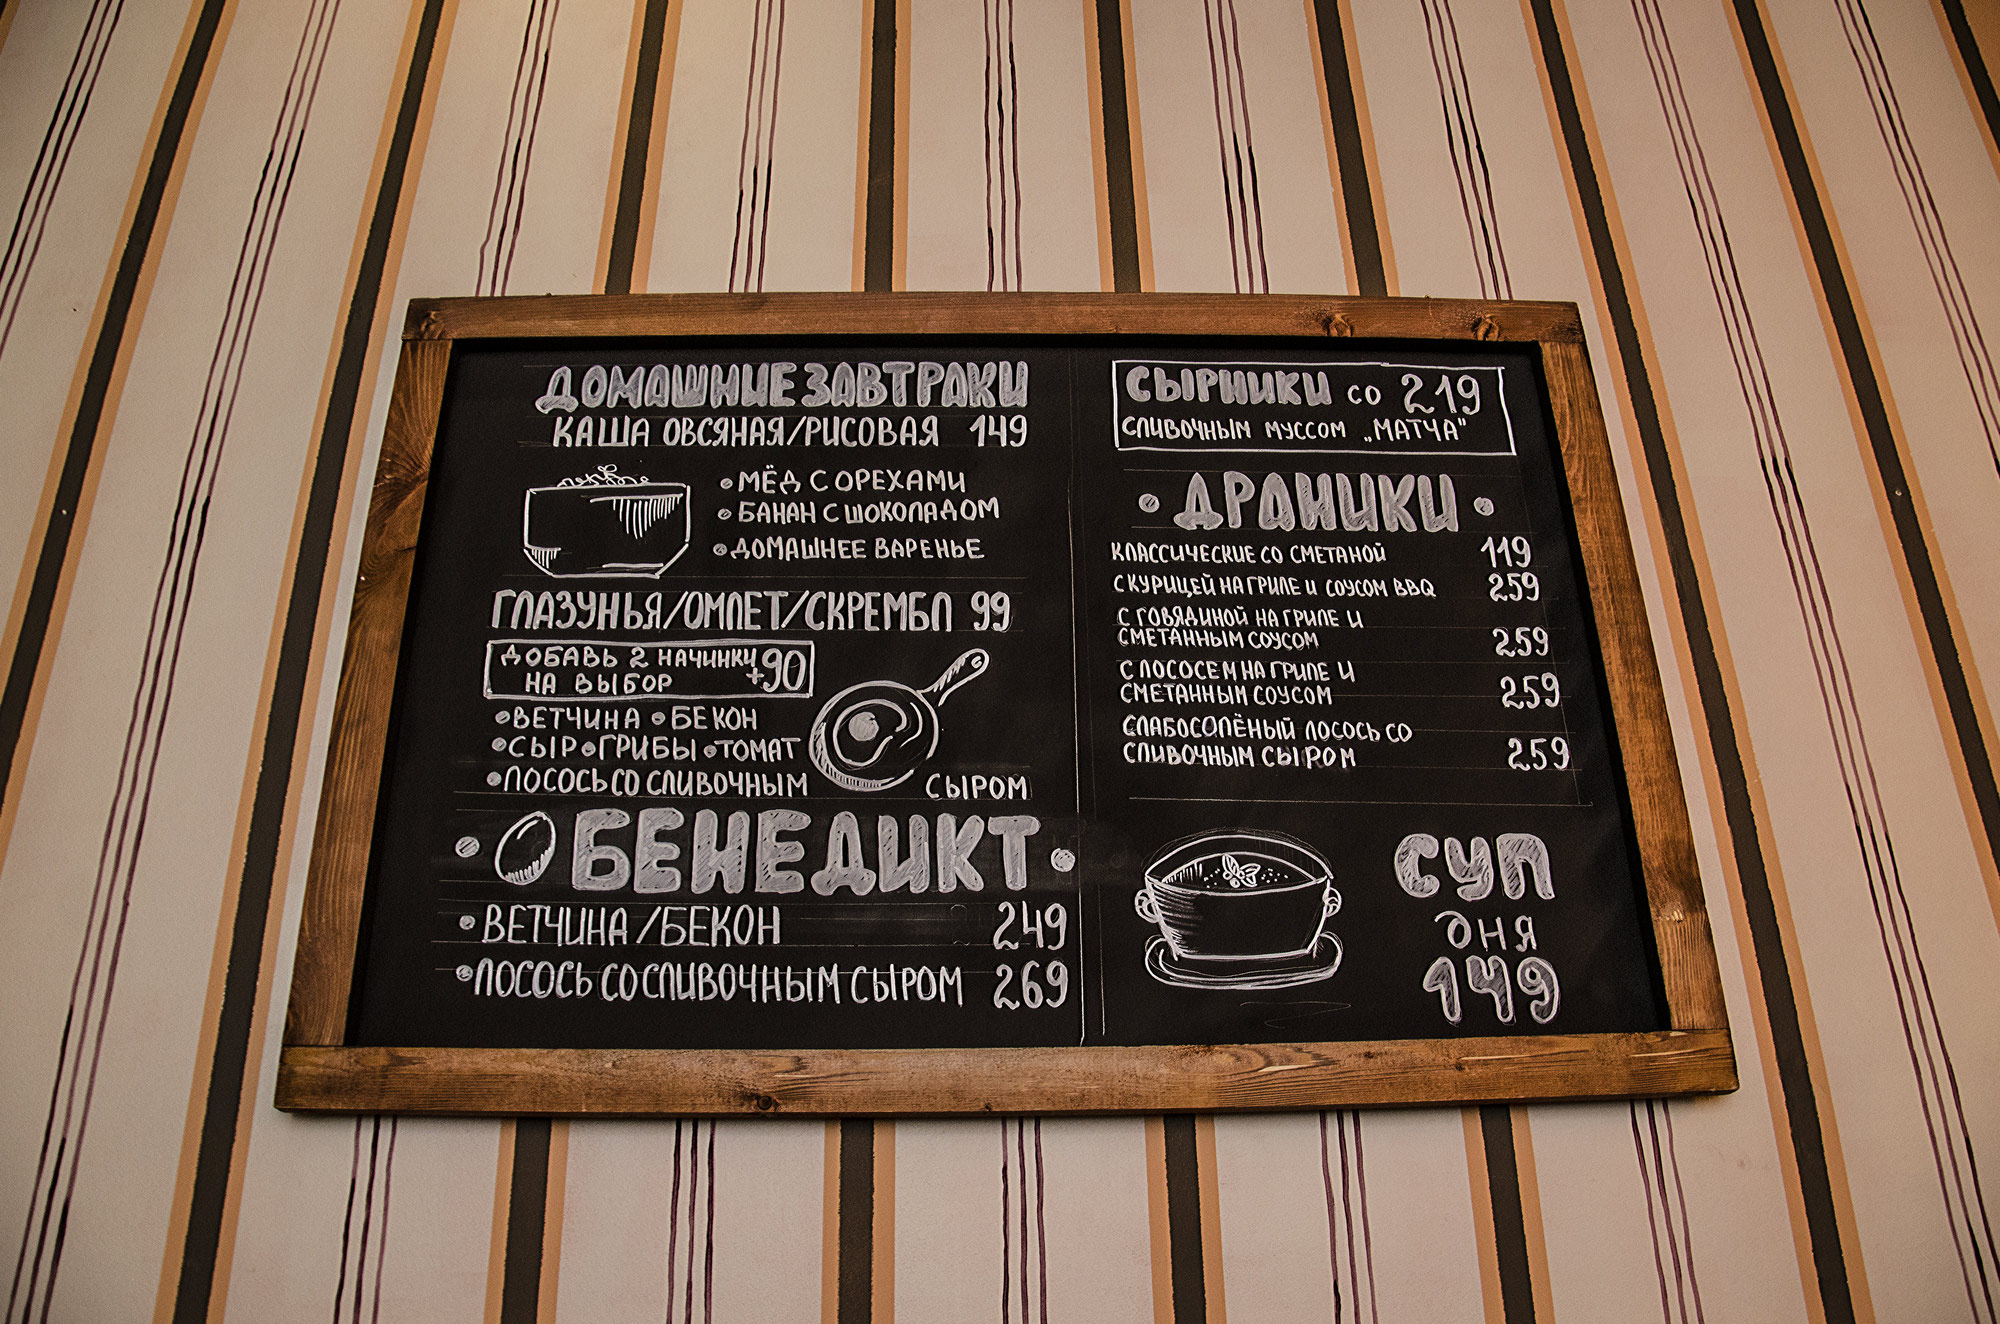 ДОМАШНИЕ ЗАВТРАКИ
КАША ОВСЯНАЯ/РИСОВАЯ 149
• МЁД С ОРЕХАМИ
• БАНАН С ШОКОЛАДОМ
• ДОМАШНЕЕ ВАРЕНЬЕ
ГЛАЗУНЬЯ/ОМЛЕТ/СКРЕМБЛ 99
ДОБАВЬ 2 НАЧИНКИ
НА ВЫБОР +90
• ВЕТЧИНА • БЕКОН
• СЫР • ГРИБЫ • ТОМАТ
• ЛОСОСЬ СО СЛИВОЧНЫМ СЫРОМ
• БЕНЕДИКТ •
• ВЕТЧИНА/БЕКОН 249
• ЛОСОСЬ СО СЛИВОЧНЫМ СЫРОМ 269
СЫРНИКИ СО 219
СЛИВОЧНЫМ МУССОМ „МАТЧА"
• ДРАНИКИ •
КЛАССИЧЕСКИЕ СО СМЕТАНОЙ 119
С КУРИЦЕЙ НА ГРИЛЕ И СОУСОМ BBQ 259
С ГОВЯДИНОЙ НА ГРИЛЕ И
СМЕТАННЫМ СОУСОМ 259
С ЛОСОСЕМ НА ГРИЛЕ И
СМЕТАННЫМ СОУСОМ 259
СЛАБОСОЛЁНЫЙ ЛОСОСЬ СО
СЛИВОЧНЫМ СЫРОМ 259
СУП
ДНЯ
149